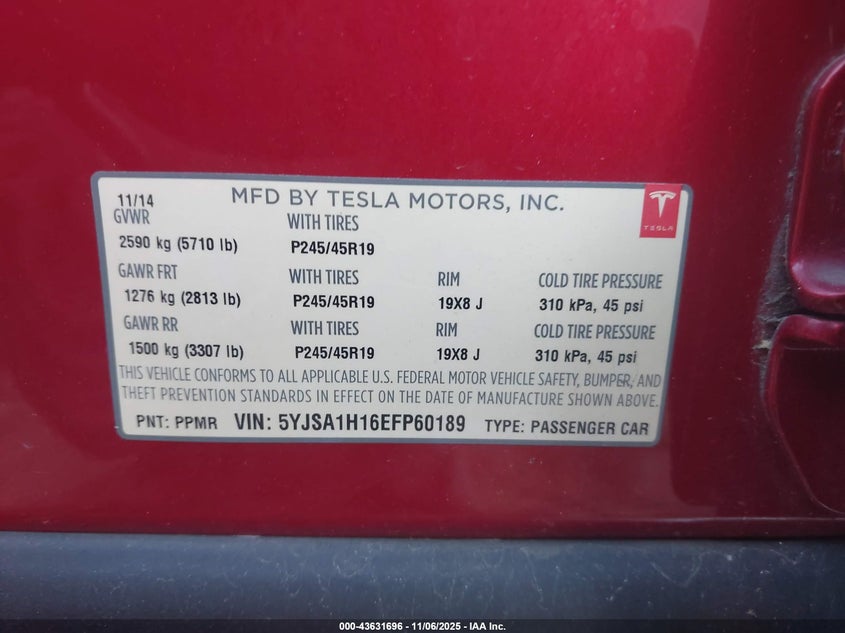 11/14 MFD BY TESLA MOTORS, INC.
TESLA
GVWR WITH TIRES
2590 kg (5710 lb) P245/45R19
GAWR FRT WITH TIRES RIM COLD TIRE PRESSURE
1276 kg (2813 lb) P245/45R19 19X8 J 310 kPa, 45 psi
GAWR RR WITH TIRES RIM COLD TIRE PRESSURE
1500 kg (3307 lb) P245/45R19 19X8 J 310 kPa, 45 psi
THIS VEHICLE CONFORMS TO ALL APPLICABLE U.S. FEDERAL MOTOR VEHICLE SAFETY, BUMPER, AND
THEFT PREVENTION STANDARDS IN EFFECT ON THE DATE OF MANUFACTURE SHOWN ABOVE.
PNT: PPMR VIN: 5YJSA1H16EFP60189 TYPE: PASSENGER CAR
000-43631696 - 11/06/2025 - IAA Inc.